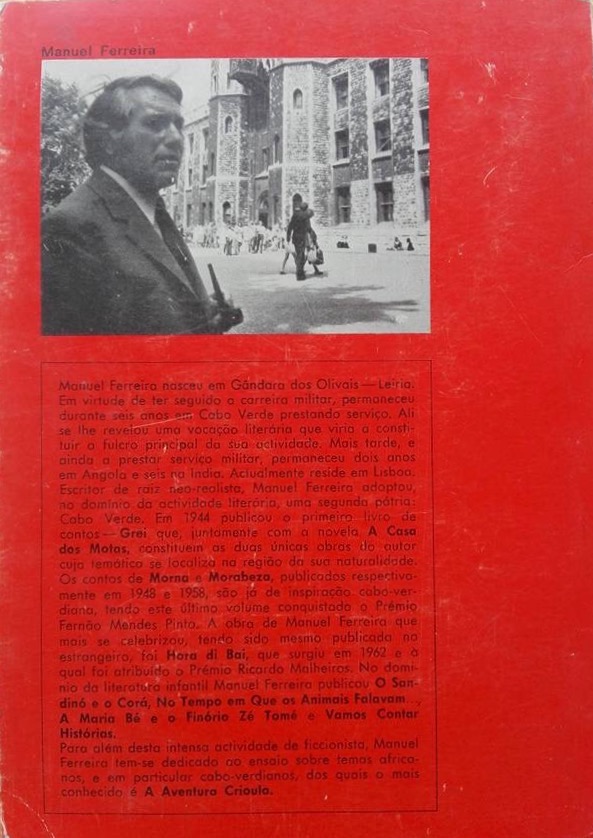 Manuel Ferreira
Manuel Ferreira nasceu em Gândara dos Olivais — Leiria.
Em virtude de ter seguido a carreira militar, permaneceu
durante seis anos em Cabo Verde prestando serviço. Ali
se lhe revelou uma vocação literária que viria a consti-
tuir o fulcro principal da sua actividade. Mais tarde, e
ainda a prestar serviço militar, permaneceu dois anos
em Angola e seis na Índia. Actualmente reside em Lisboa.
Escritor de raiz neo-realista, Manuel Ferreira adoptou,
no domínio da actividade literária, uma segunda pátria:
Cabo Verde. Em 1944 publicou o primeiro livro de
contos — Grei que, juntamente com a novela A Casa
dos Motas, constituem as duas únicas obras do autor
cuja temática se localiza na região da sua naturalidade.
Os contos de Morna e Morabeza, publicados respectiva-
mente em 1948 e 1958, são já de inspiração cabo-ver-
diana, tendo este último volume conquistado o Prémio
Fernão Mendes Pinto. A obra de Manuel Ferreira que
mais se celebrizou, tendo sido mesmo publicada no
estrangeiro, foi Hora di Bai, que surgiu em 1962 e à
qual foi atribuído o Prémio Ricardo Malheiros. No domí-
nio da literatura infantil Manuel Ferreira publicou O San-
dinó e o Corá, No Tempo em Que os Animais Falavam...,
A Maria Bé e o Finório Zé Tomé e Vamos Contar
Histórias.
Para além desta intensa actividade de ficcionista, Manuel
Ferreira tem-se dedicado ao ensaio sobre temas africa-
nos, e em particular cabo-verdianos, dos quais o mais
conhecido é A Aventura Crioula.